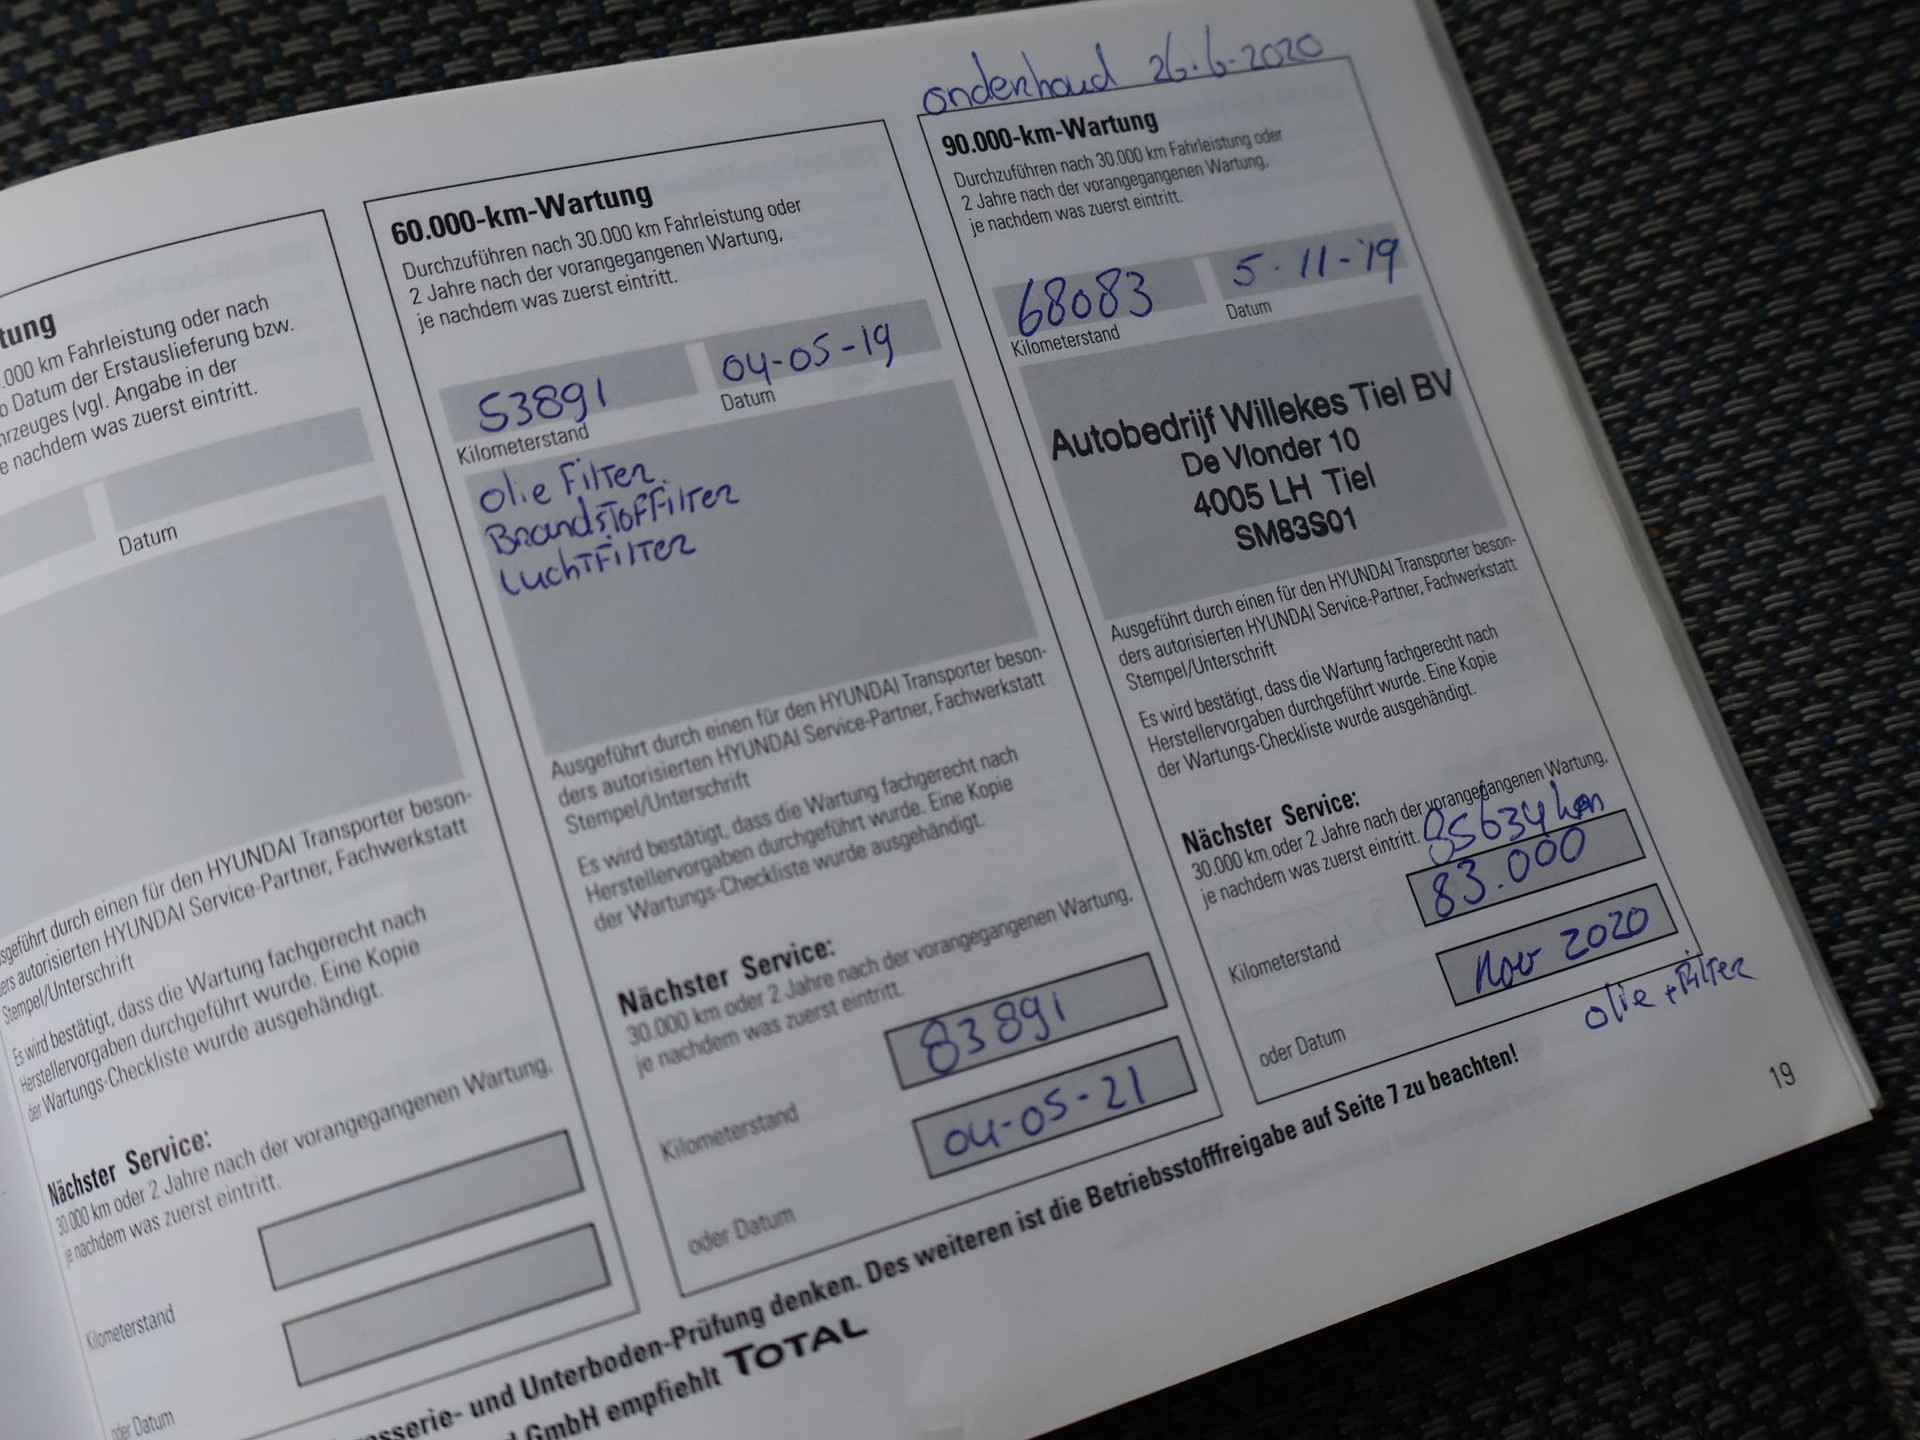 tung
.000 km Fahrleistung oder nach
Datum der Erstauslieferung bzw.
hrzeuges (vgl. Angabe in der
e nachdem was zuerst eintritt.
Datum
sgeführt durch einen für den HYUNDAI Transporter beson-
ders autorisierten HYUNDAI Service-Partner, Fachwerkstatt
Stempel/Unterschrift
Es wird bestätigt, dass die Wartung fachgerecht nach
Herstellervorgaben durchgeführt wurde. Eine Kopie
der Wartungs-Checkliste wurde ausgehändigt.
Nächster Service:
30.000 km oder 2 Jahre nach der vorangegangenen Wartung,
je nachdem was zuerst eintritt.
Kilometerstand
oder Datum
60.000-km-Wartung
Durchzuführen nach 30.000 km Fahrleistung oder
2 Jahre nach der vorangegangenen Wartung,
je nachdem was zuerst eintritt.
53891 04-05-19
Kilometerstand Datum
olie Filter.
Brandstoffilter
Luchtfilter
Ausgeführt durch einen für den HYUNDAI Transporter beson-
ders autorisierten HYUNDAI Service-Partner, Fachwerkstatt
Stempel/Unterschrift
Es wird bestätigt, dass die Wartung fachgerecht nach
Herstellervorgaben durchgeführt wurde. Eine Kopie
der Wartungs-Checkliste wurde ausgehändigt.
Nächster Service:
30.000 km oder 2 Jahre nach der vorangegangenen Wartung,
je nachdem was zuerst eintritt.
Kilometerstand 83891
oder Datum 04-05-21
onderhoud 26-6-2020
90.000-km-Wartung
Durchzuführen nach 30.000 km Fahrleistung oder
2 Jahre nach der vorangegangenen Wartung,
je nachdem was zuerst eintritt.
68083 5-11-'19
Kilometerstand Datum
Autobedrijf Willekes Tiel BV
De Vlonder 10
4005 LH Tiel
SM83S01
Ausgeführt durch einen für den HYUNDAI Transporter beson-
ders autorisierten HYUNDAI Service-Partner, Fachwerkstatt
Stempel/Unterschrift
Es wird bestätigt, dass die Wartung fachgerecht nach
Herstellervorgaben durchgeführt wurde. Eine Kopie
der Wartungs-Checkliste wurde ausgehändigt.
Nächster Service:
30.000 km oder 2 Jahre nach der vorangegangenen Wartung,
je nachdem was zuerst eintritt. 85634 km
Kilometerstand 83.000
oder Datum Nov 2020
olie + Filter
osserie- und Unterboden-Prüfung denken. Des weiteren ist die Betriebsstofffreigabe auf Seite 7 zu beachten!
d GmbH empfiehlt TOTAL
19